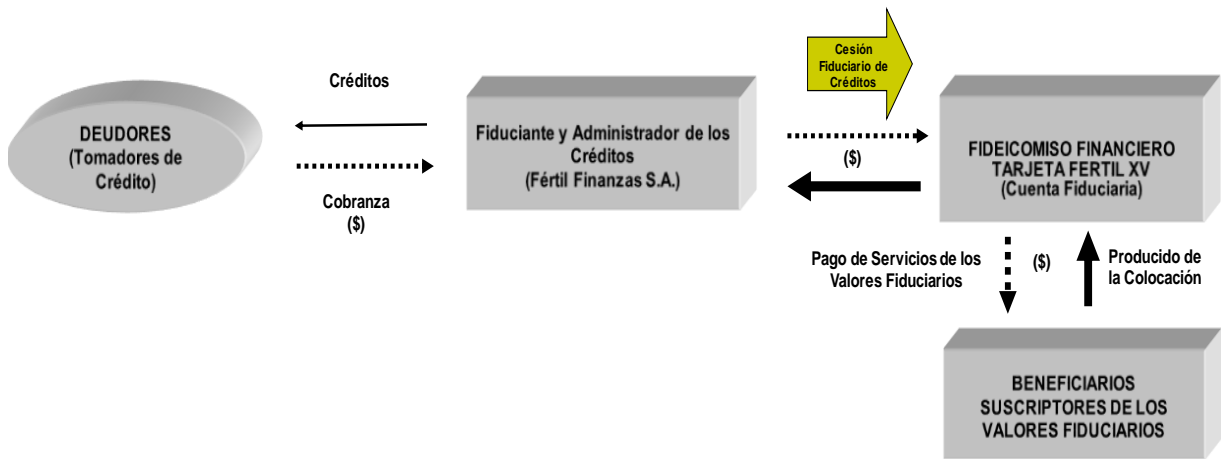 Cesión
Fiduciario de
Créditos
Créditos
DEUDORES
(Tomadores de
Crédito)
Cobranza
($)
Fiduciante y Administrador de los
Créditos
(Fértil Finanzas S.A.)
($)
FIDEICOMISO FINANCIERO
TARJETA FERTIL XV
(Cuenta Fiduciaria)
Pago de Servicios de los
Valores Fiduciarios
($)
Producido de
la Colocación
BENEFICIARIOS
SUSCRIPTORES DE LOS
VALORES FIDUCIARIOS